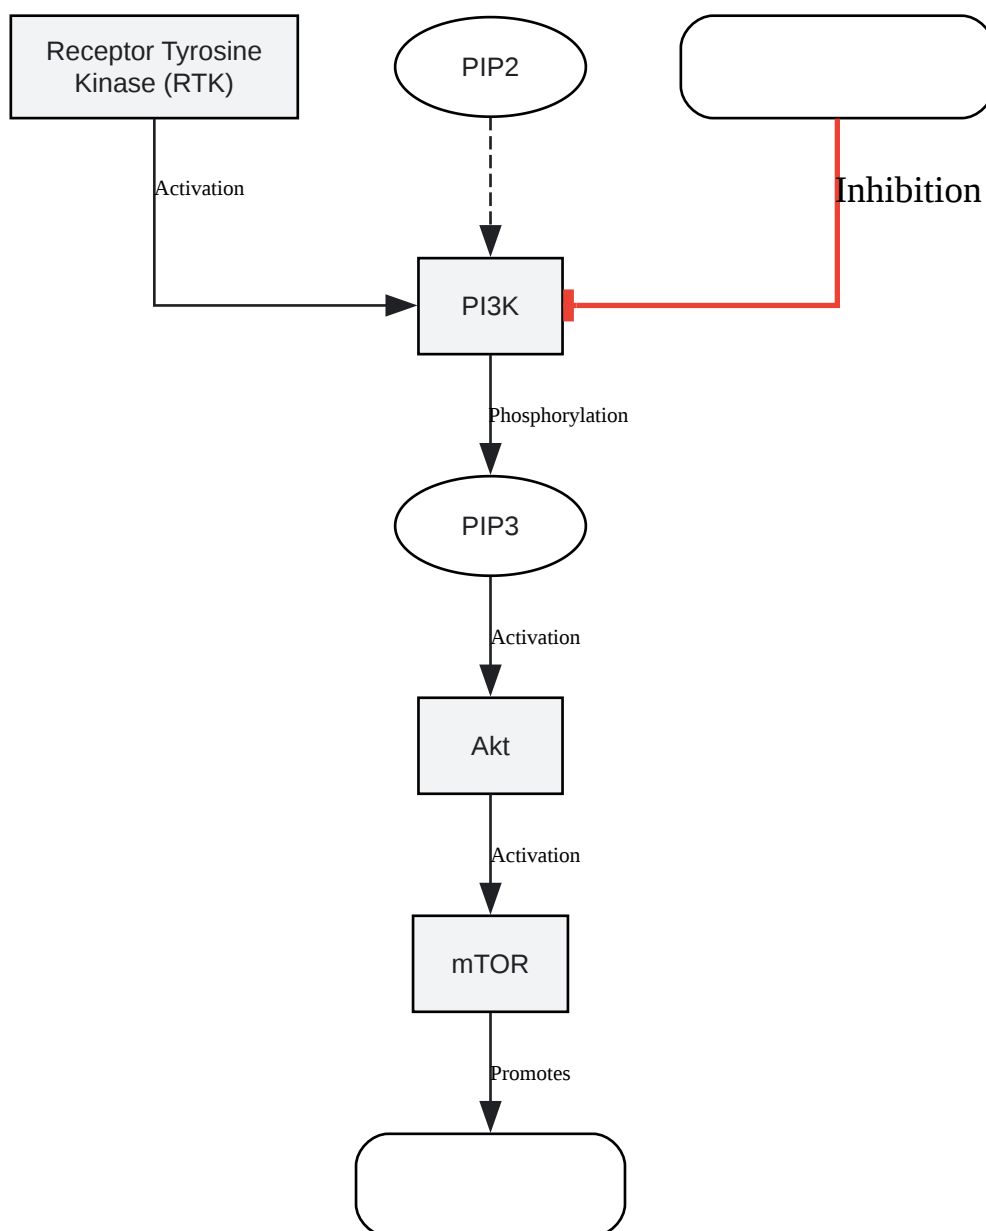 Receptor Tyrosine
Kinase (RTK)
PIP2
Activation
Inhibition
PI3K
Phosphorylation
PIP3
Activation
Akt
Activation
mTOR
Promotes